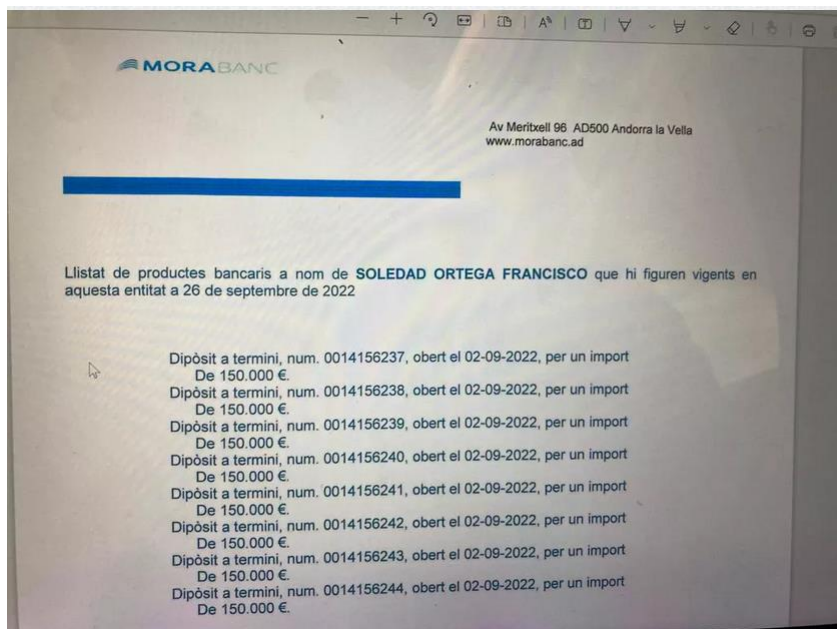 MORABANC
Av Meritxell 96 AD500 Andorra la Vella
www.morabanc.ad
Llistat de productes bancaris a nom de SOLEDAD ORTEGA FRANCISCO que hi figuren vigents en
aquesta entitat a 26 de septembre de 2022
Dipòsit a termini, num. 0014156237, obert el 02-09-2022, per un import
De 150.000 €.
Dipòsit a termini, num. 0014156238, obert el 02-09-2022, per un import
De 150.000 €.
Dipòsit a termini, num. 0014156239, obert el 02-09-2022, per un import
De 150.000 €.
Dipòsit a termini, num. 0014156240, obert el 02-09-2022, per un import
De 150.000 €.
Dipòsit a termini, num. 0014156241, obert el 02-09-2022, per un import
De 150.000 €.
Dipòsit a termini, num. 0014156242, obert el 02-09-2022, per un import
De 150.000 €.
Dipòsit a termini, num. 0014156243, obert el 02-09-2022, per un import
De 150.000 €.
Dipòsit a termini, num. 0014156244, obert el 02-09-2022, per un import
De 150.000 €.